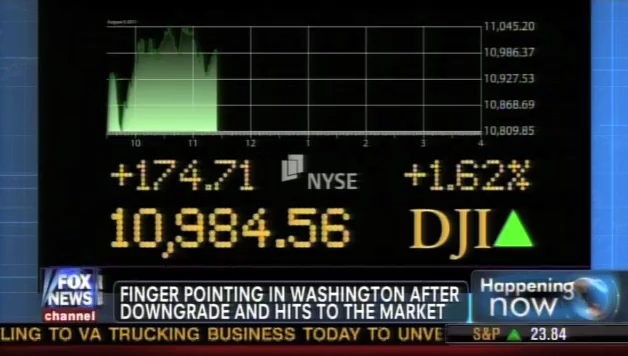 11,045.20
10,986.37
10,927.53
10,868.69
10,809.85
10 11 12 1 2 3 4
+174.71 NYSE +1.62%
10,984.56 DJI
FOX
NEWS
channel
FINGER POINTING IN WASHINGTON AFTER
DOWNGRADE AND HITS TO THE MARKET
Happening
now
LING TO VA TRUCKING BUSINESS TODAY TO UNVE
S&P 23.84